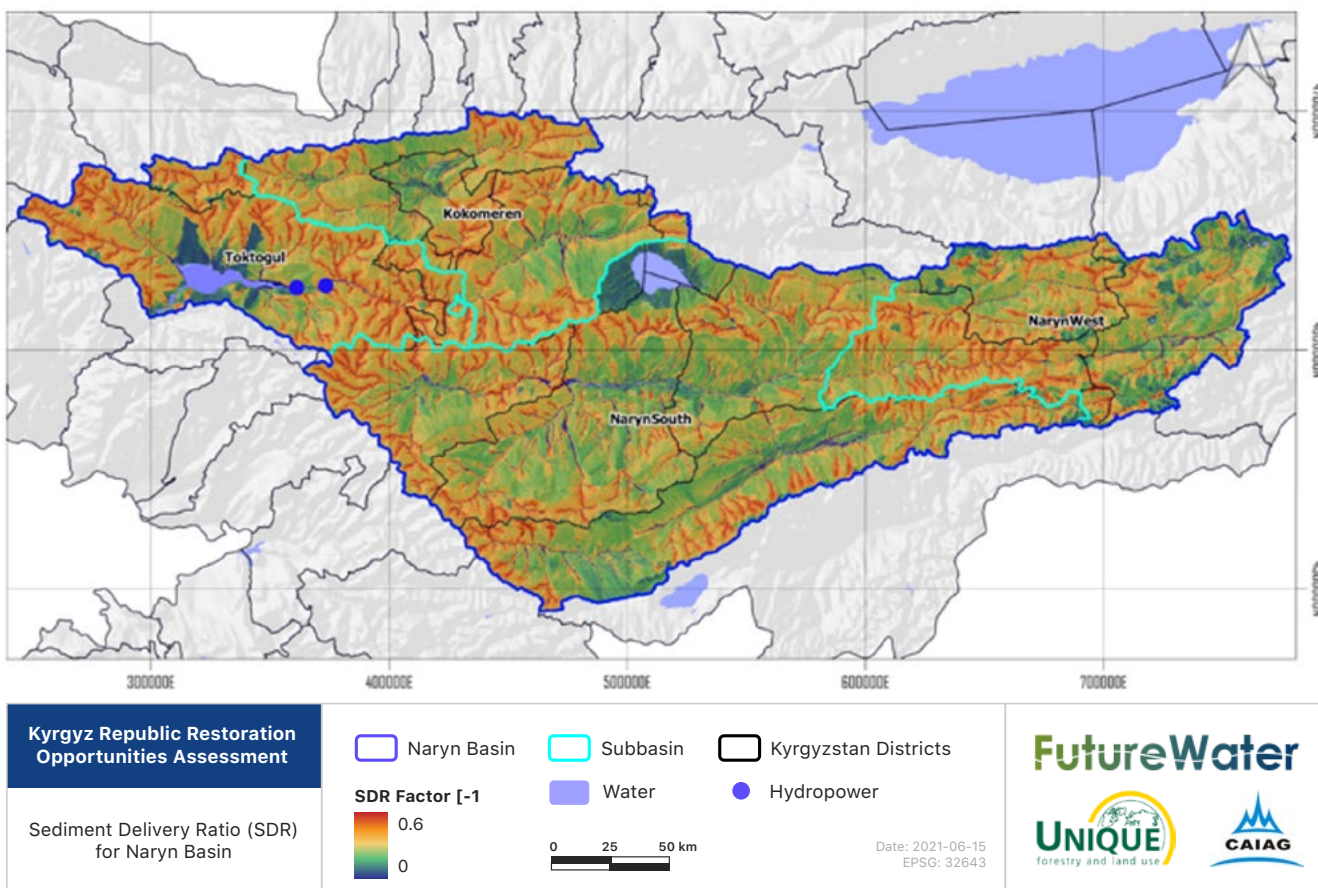 Kokomeren
Toktogul
NarynWest
NarynSouth
300000E
400000E
500000E
600000E
700000E
Kyrgyz Republic Restoration
Opportunities Assessment
Sediment Delivery Ratio (SDR)
for Naryn Basin
Naryn Basin
Subbasin
Kyrgyzstan Districts
Water
Hydropower
SDR Factor [-1
0.6
0
0 25 50 km
Date: 2021-06-15
EPSG: 32643
FutureWater
UNIQUE
forestry and land use
CAIAG